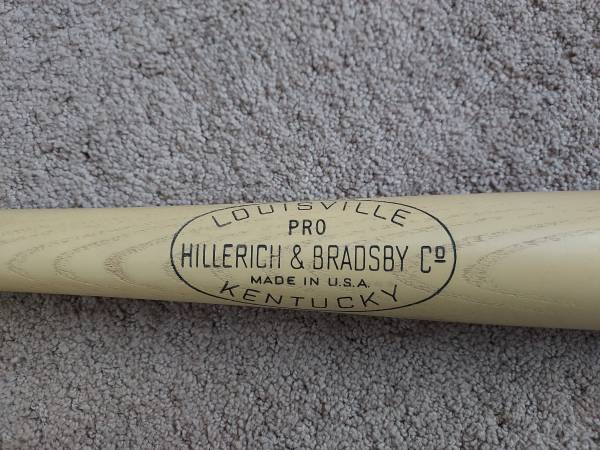 LOUISVILLE
PRO
HILLERICH & BRADSBY Cº
MADE IN U.S.A.
KENTUCKY